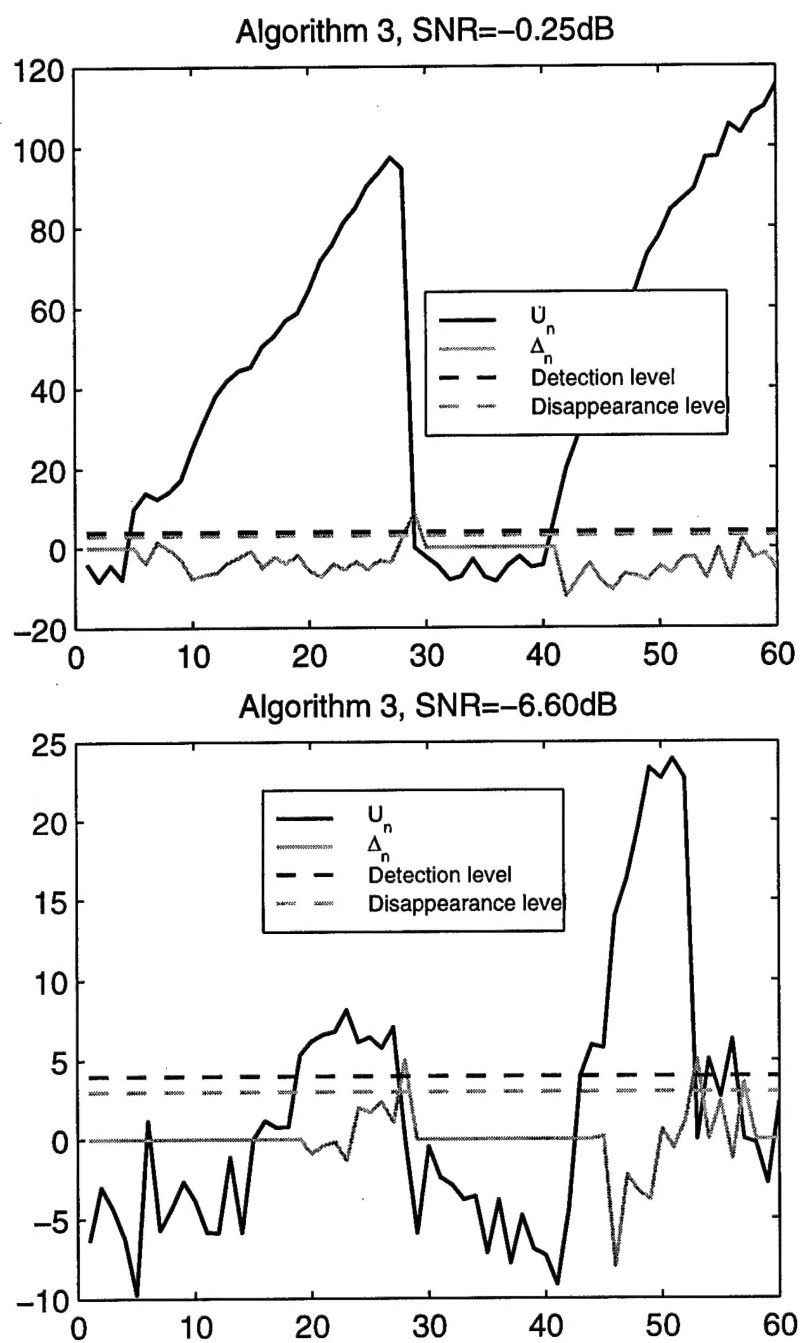 Algorithm 3, SNR=−0.25dB
120
100
80
60
40
20
0
−20
U_n
Δ_n
Detection level
Disappearance level
0 10 20 30 40 50 60
Algorithm 3, SNR=−6.60dB
25
20
15
10
5
0
−5
−10
U_n
Δ_n
Detection level
Disappearance level
0 10 20 30 40 50 60